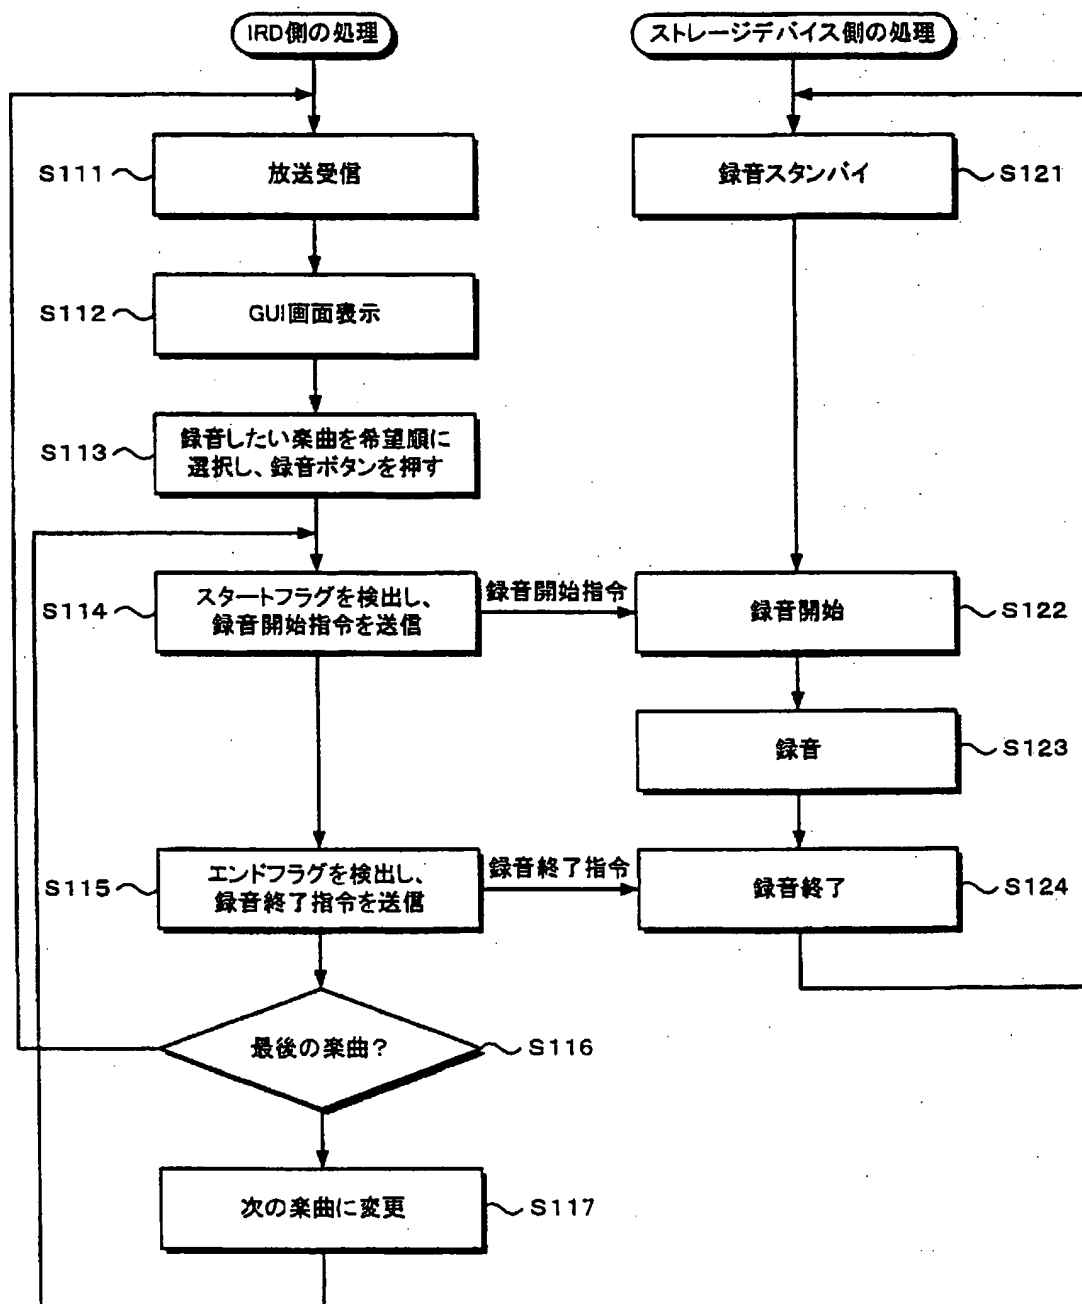 IRD側の処理
ストレージデバイス側の処理
S111
放送受信
録音スタンバイ
S121
S112
GUI画面表示
S113
録音したい楽曲を希望順に
選択し、録音ボタンを押す
S114
スタートフラグを検出し、
録音開始指令を送信
録音開始指令
録音開始
S122
録音
S123
S115
エンドフラグを検出し、
録音終了指令を送信
録音終了指令
録音終了
S124
最後の楽曲?
S116
次の楽曲に変更
S117